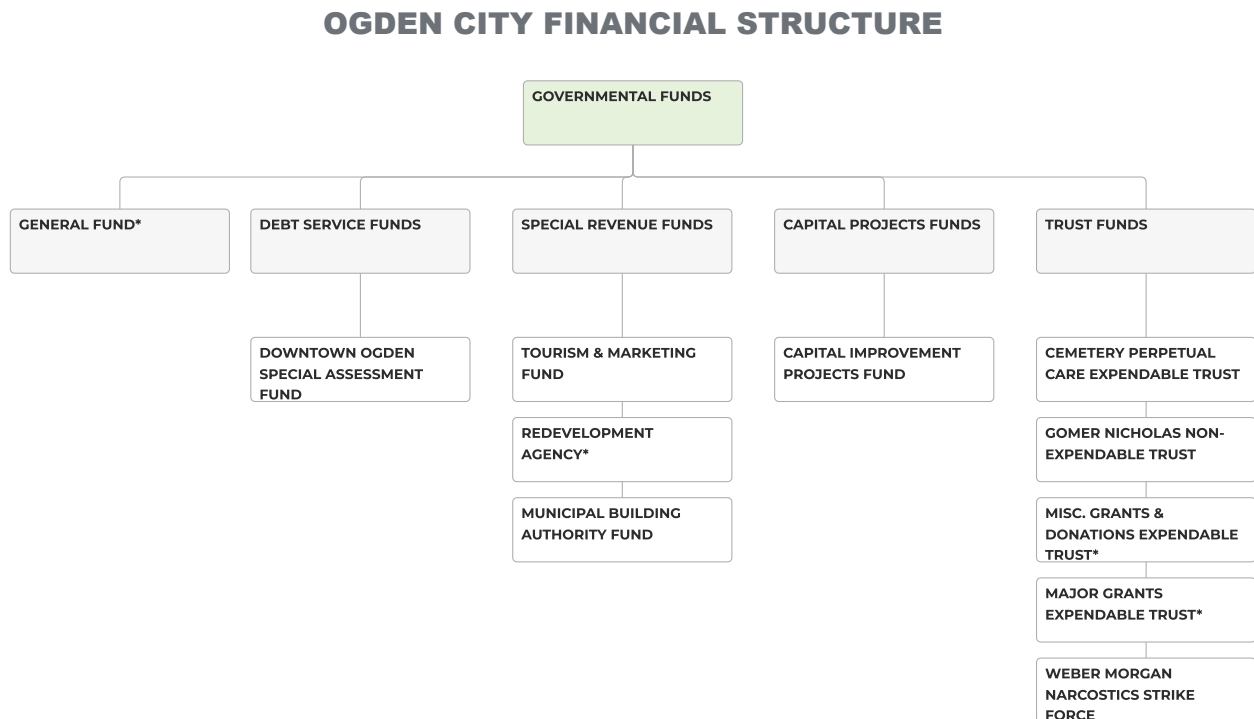 OGDEN CITY FINANCIAL STRUCTURE
GOVERNMENTAL FUNDS
GENERAL FUND*
DEBT SERVICE FUNDS
SPECIAL REVENUE FUNDS
CAPITAL PROJECTS FUNDS
TRUST FUNDS
DOWNTOWN OGDEN
SPECIAL ASSESSMENT
FUND
TOURISM & MARKETING
FUND
REDEVELOPMENT
AGENCY*
MUNICIPAL BUILDING
AUTHORITY FUND
CAPITAL IMPROVEMENT
PROJECTS FUND
CEMETERY PERPETUAL
CARE EXPENDABLE TRUST
GOMER NICHOLAS NON-
EXPENDABLE TRUST
MISC. GRANTS &
DONATIONS EXPENDABLE
TRUST*
MAJOR GRANTS
EXPENDABLE TRUST*
WEBER MORGAN
NARCOSTICS STRIKE
FORCE